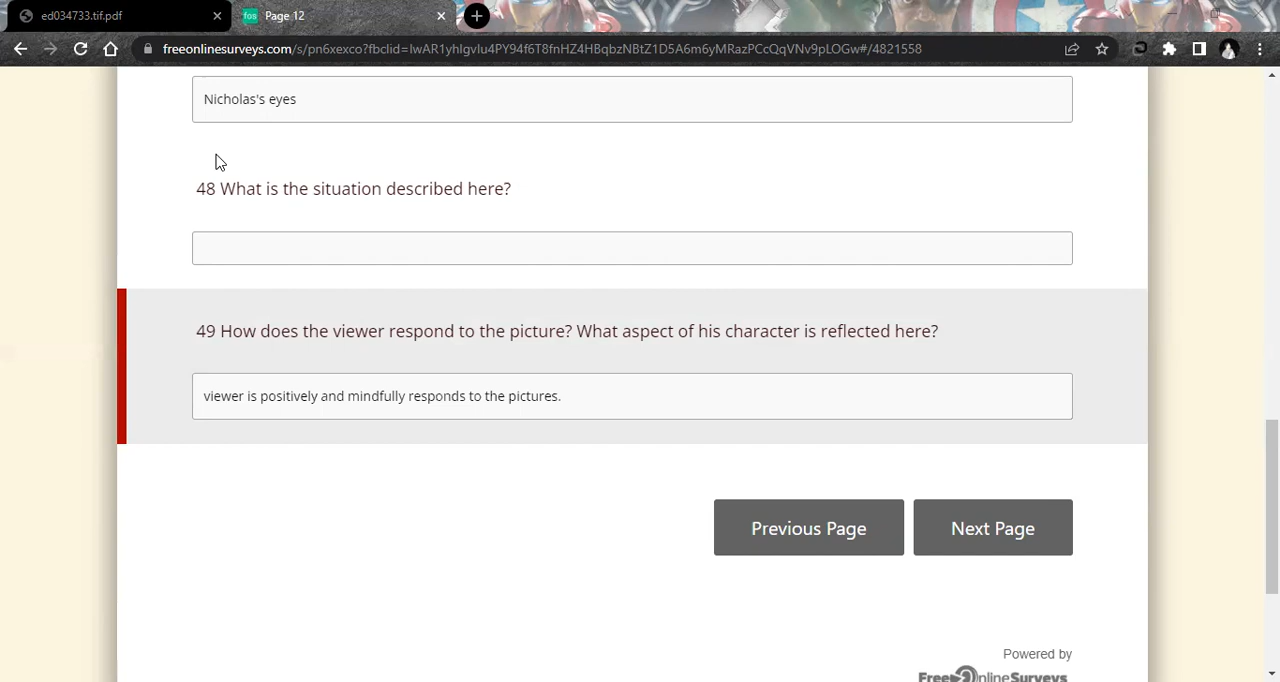 ed034733.tif.pdf
fos Page 12
freeonlinesurveys.com/s/pn6xexco?fbclid=IwAR1yhlgvlu4PY94f6T8fnHZ4HBqbzNBtZ1D5A6m6yMRazPCcQqVNv9pLOGw#/4821558
Nicholas's eyes
48 What is the situation described here?
49 How does the viewer respond to the picture? What aspect of his character is reflected here?
viewer is positively and mindfully responds to the pictures.
Previous Page
Next Page
Powered by
FreeOnlineSurveys